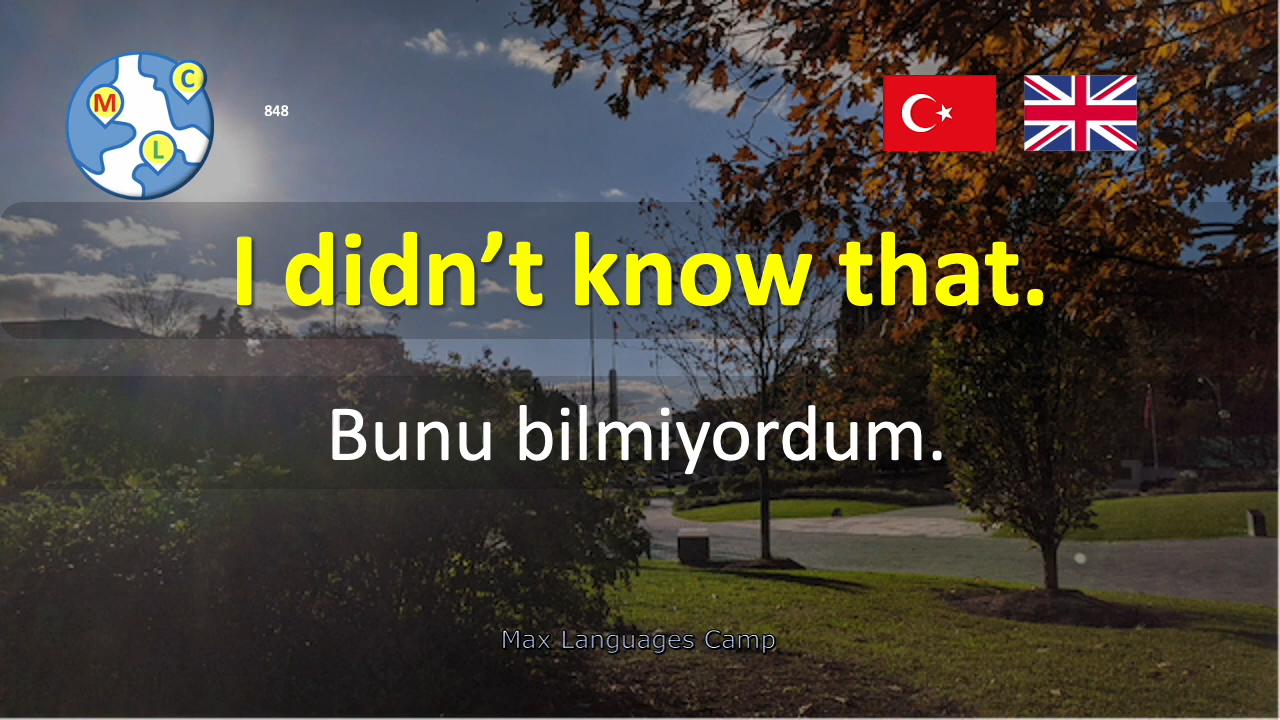 C
M
848
L
I didn’t know that.
Bunu bilmiyordum.
Max Languages Camp